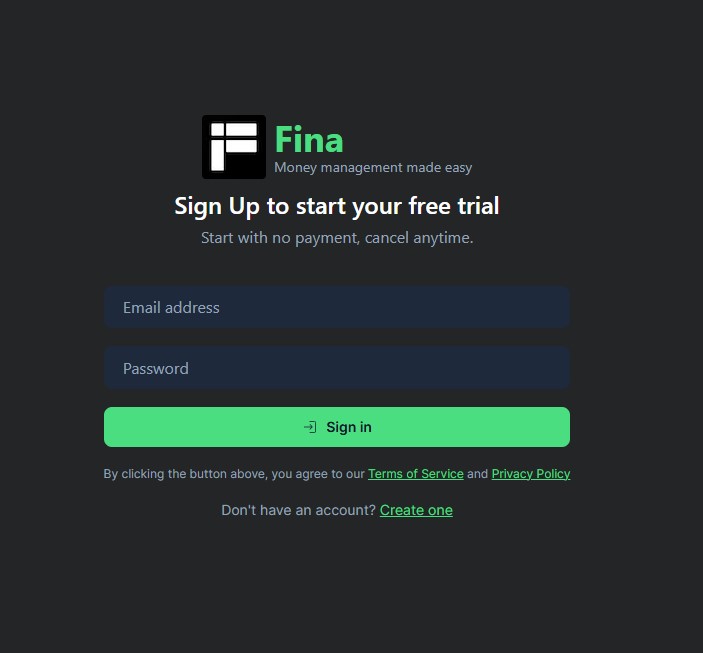 Fina
Money management made easy
Sign Up to start your free trial
Start with no payment, cancel anytime.
Email address
Password
Sign in
By clicking the button above, you agree to our Terms of Service and Privacy Policy
Don't have an account? Create one